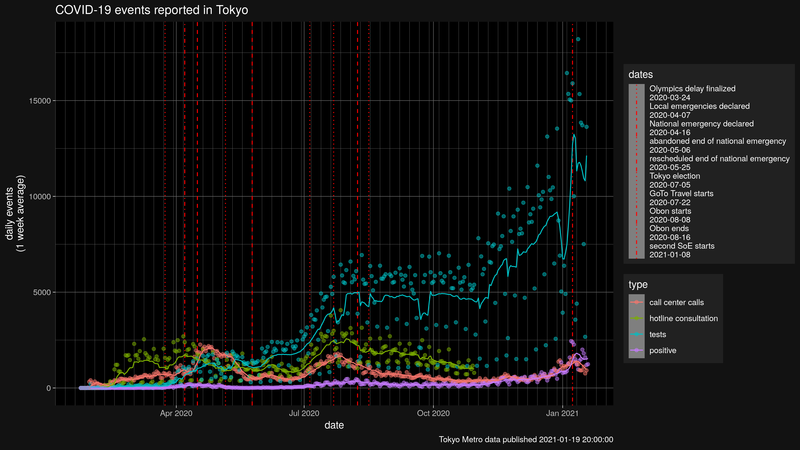 COVID-19 events reported in Tokyo
daily events
(1 week average)
15000
10000
5000
0
Apr 2020
Jul 2020
Oct 2020
Jan 2021
date
Tokyo Metro data published 2021-01-19 20:00:00
dates
Olympics delay finalized
2020-03-24
Local emergencies declared
2020-04-07
National emergency declared
2020-04-16
abandoned end of national emergency
2020-05-06
rescheduled end of national emergency
2020-05-25
Tokyo election
2020-07-05
GoTo Travel starts
2020-07-22
Obon starts
2020-08-08
Obon ends
2020-08-16
second SoE starts
2021-01-08
type
call center calls
hotline consultation
tests
positive